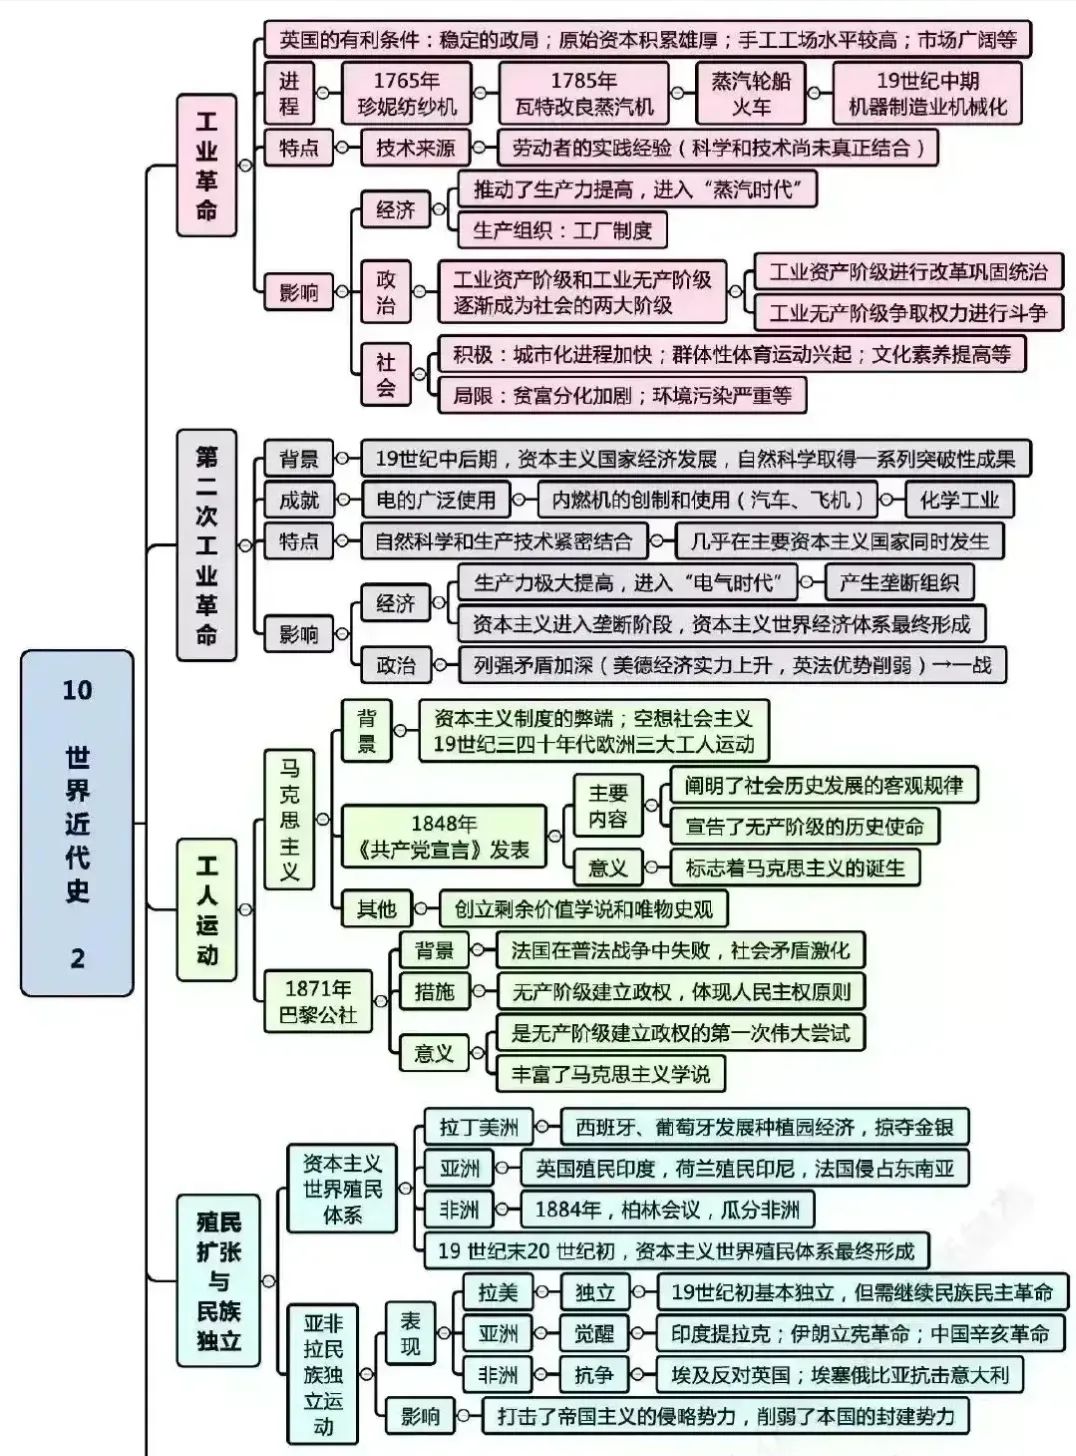 英国的有利条件：稳定的政局；原始资本积累雄厚；手工工场水平较高；市场广阔等
工业革命
进程
1765年
珍妮纺纱机
1785年
瓦特改良蒸汽机
蒸汽轮船
火车
19世纪中期
机器制造业机械化
特点
技术来源
劳动者的实践经验（科学和技术尚未真正结合）
影响
经济
推动了生产力提高，进入“蒸汽时代”
生产组织：工厂制度
政治
工业资产阶级和工业无产阶级
逐渐成为社会的两大阶级
工业资产阶级进行改革巩固统治
工业无产阶级争取权力进行斗争
社会
积极：城市化进程加快；群体性体育运动兴起；文化素养提高等
局限：贫富分化加剧；环境污染严重等
第二次工业革命
背景
19世纪中后期，资本主义国家经济发展，自然科学取得一系列突破性成果
成就
电的广泛使用
内燃机的创制和使用（汽车、飞机）
化学工业
特点
自然科学和生产技术紧密结合
几乎在主要资本主义国家同时发生
影响
经济
生产力极大提高，进入“电气时代”
产生垄断组织
资本主义进入垄断阶段，资本主义世界经济体系最终形成
政治
列强矛盾加深（美德经济实力上升，英法优势削弱）→一战
10
世界近代史
2
工人运动
马克思主义
背景
资本主义制度的弊端；空想社会主义
19世纪三四十年代欧洲三大工人运动
1848年
《共产党宣言》发表
主要
内容
阐明了社会历史发展的客观规律
宣告了无产阶级的历史使命
意义
标志着马克思主义的诞生
其他
创立剩余价值学说和唯物史观
1871年
巴黎公社
背景
法国在普法战争中失败，社会矛盾激化
措施
无产阶级建立政权，体现人民主权原则
意义
是无产阶级建立政权的第一次伟大尝试
丰富了马克思主义学说
殖民
扩张
与
民族
独立
资本主义
世界殖民
体系
拉丁美洲
西班牙、葡萄牙发展种植园经济，掠夺金银
亚洲
英国殖民印度，荷兰殖民印尼，法国侵占东南亚
非洲
1884年，柏林会议，瓜分非洲
19 世纪末20 世纪初，资本主义世界殖民体系最终形成
亚非
拉民
族独
立运
动
表现
拉美
独立
19世纪初基本独立，但需继续民族民主革命
亚洲
觉醒
印度提拉克；伊朗立宪革命；中国辛亥革命
非洲
抗争
埃及反对英国；埃塞俄比亚抗击意大利
影响
打击了帝国主义的侵略势力，削弱了本国的封建势力